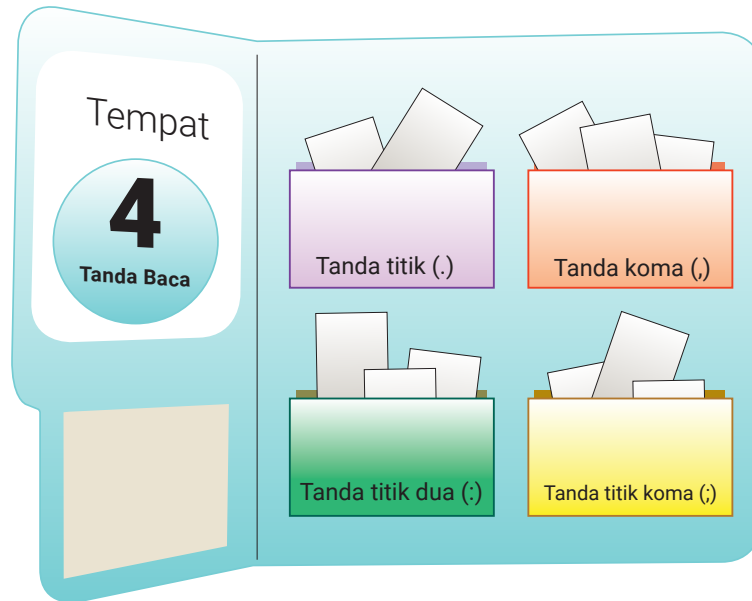 Tempat
4
Tanda Baca
Tanda titik (.)
Tanda koma (,)
Tanda titik dua (:)
Tanda titik koma (;)